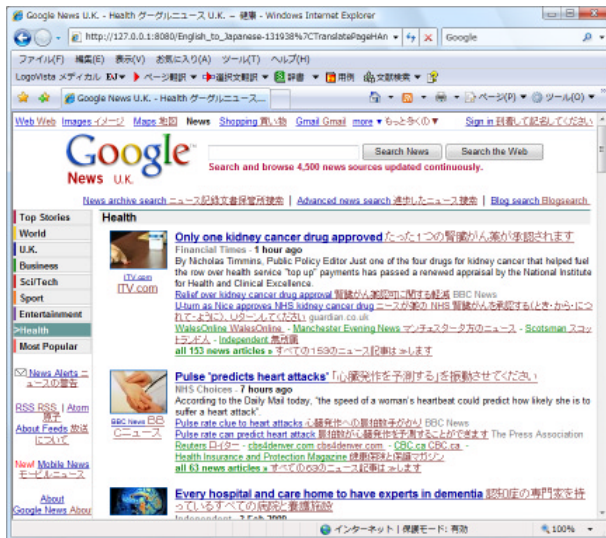 Google News U.K. - Health グーグルニュース U.K. – 健康 - Windows Internet Explorer
http://127.0.0.1:8080/English_to_Japanese-131938%7CTranslatePageHAn
Google
ファイル(F) 編集(E) 表示(V) お気に入り(A) ツール(T) ヘルプ(H)
LogoVista メディカル EJ ページ翻訳 選択文翻訳 辞書 用例 文献検索
Google News U.K. - Health グーグルニュース U....
ページ(P) ツール(O)
Web Web Images イメージ Maps 地図 News Shopping 買い物 Gmail Gmail more ▼ もっと多くの ▼ Sign in 到着して記名してください
Google
News U.K.
Search News Search the Web
Search and browse 4,500 news sources updated continuously.
News archive search ニュース記録文書保管所捜索 | Advanced news search 進歩したニュース捜索 | Blog search Blogsearch
Top Stories
World
U.K.
Business
Sci/Tech
Sport
Entertainment
>Health
Most Popular
News Alerts ニュースの警告
RSS RSS | Atom 原子
About Feeds 放送について
New! Mobile News モービルニュース
About
Google News Abou
Health
ITV.com
ITV.com
Only one kidney cancer drug approved たった1つの腎臓がん薬が承認されます
Financial Times - 1 hour ago
By Nicholas Timmins, Public Policy Editor Just one of the four drugs for kidney cancer that helped fuel
the row over health service "top up" payments has passed a renewed appraisal by the National Institute
for Health and Clinical Excellence.
Relief over kidney cancer drug approval 腎臓がん薬認可に関する軽減 BBC News
U-turn as Nice approves NHS kidney cancer drug ニースが薬の NHS 腎臓がんを承認する(とき・から・につ
れて・ように)、Uターンしてください guardian.co.uk
WalesOnline WalesOnline - Manchester Evening News マンチェスター夕方のニュース - Scotsman スコッ
トランド人 - Independent 無所属
all 153 news articles » すべての153のニュース記事は ≫します
BBC News BBCニュース
Pulse 'predicts heart attacks' 「心臓発作を予測する」を振動させてください
NHS Choices - 7 hours ago
According to the Daily Mail today, "the speed of a woman's heartbeat could predict how likely she is to
suffer a heart attack".
Pulse rate clue to heart attacks 心臓発作への脈拍数手がかり BBC News
Pulse rate can predict heart attack 脈拍数が心臓発作を予測することができます The Press Association
Reuters ロイター - cbs4denver.com cbs4denver.com - CBC.ca CBC.ca -
Health Insurance and Protection Magazine 健康保険と保護マガジン
all 63 news articles » すべての63のニュース記事は ≫します
Every hospital and care home to have experts in dementia 認知症の専門家を持
っているすべての病院と養護施設
Independent - 2 Feb 2009
インターネット | 保護モード: 有効
100%